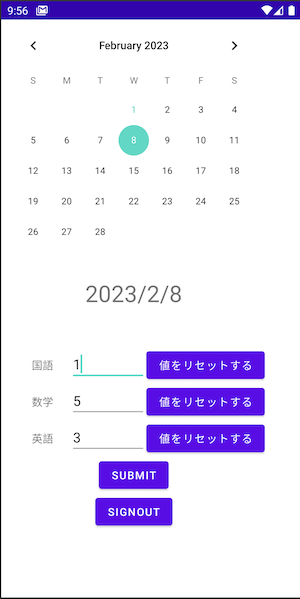 9:56
February 2023
S M T W T F S
1 2 3 4
5 6 7 8 9 10 11
12 13 14 15 16 17 18
19 20 21 22 23 24 25
26 27 28
2023/2/8
国語 1 値をリセットする
数学 5 値をリセットする
英語 3 値をリセットする
SUBMIT
SIGNOUT